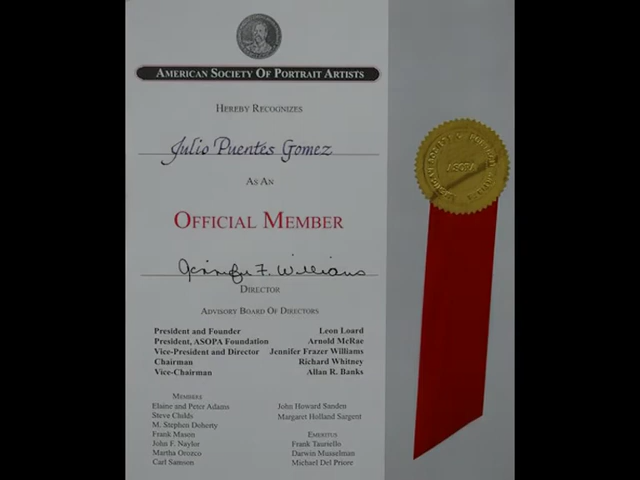 AMERICAN SOCIETY OF PORTRAIT ARTISTS
HEREBY RECOGNIZES
Julio Puentes Gomez
AS AN
OFFICIAL MEMBER
Jennifer F. Williams
DIRECTOR
ADVISORY BOARD OF DIRECTORS
President and Founder Leon Loard
President, ASOPA Foundation Arnold McRae
Vice-President and Director Jennifer Frazer Williams
Chairman Richard Whitney
Vice-Chairman Allan R. Banks
MEMBERS
Elaine and Peter Adams
Steve Childs
M. Stephen Doherty
Frank Mason
John F. Naylor
Martha Orozco
Carl Samson
John Howard Sanden
Margaret Holland Sargent
EMERITUS
Frank Tauriello
Darwin Musselman
Michael Del Priore
ASOPA